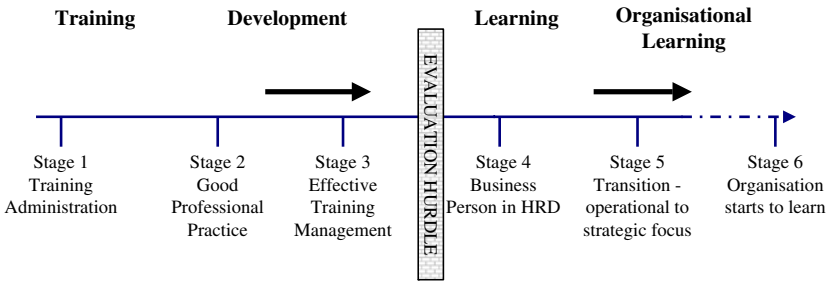 Training
Development
Learning
Organisational
Learning
EVALUATION HURDLE
Stage 1
Training
Administration
Stage 2
Good
Professional
Practice
Stage 3
Effective
Training
Management
Stage 4
Business
Person in HRD
Stage 5
Transition -
operational to
strategic focus
Stage 6
Organisation
starts to learn